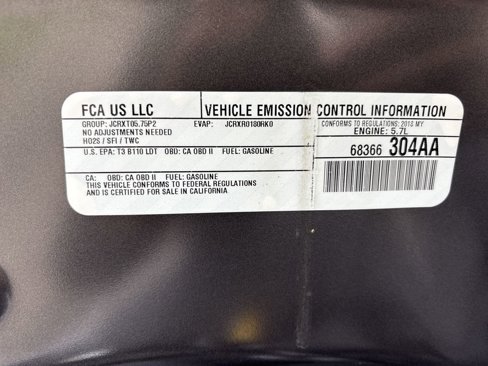 FCA US LLC VEHICLE EMISSION CONTROL INFORMATION
GROUP: JCRXT05.75P2 EVAP: JCRXR0180RK0 CONFORMS TO REGULATIONS: 2018 MY
NO ADJUSTMENTS NEEDED ENGINE: 5.7L
HO2S / SFI / TWC
68366 304AA
U.S. EPA: T3 B110 LDT OBD: CA OBD II FUEL: GASOLINE
CA: OBD: CA OBD II FUEL: GASOLINE
THIS VEHICLE CONFORMS TO FEDERAL REGULATIONS
AND IS CERTIFIED FOR SALE IN CALIFORNIA